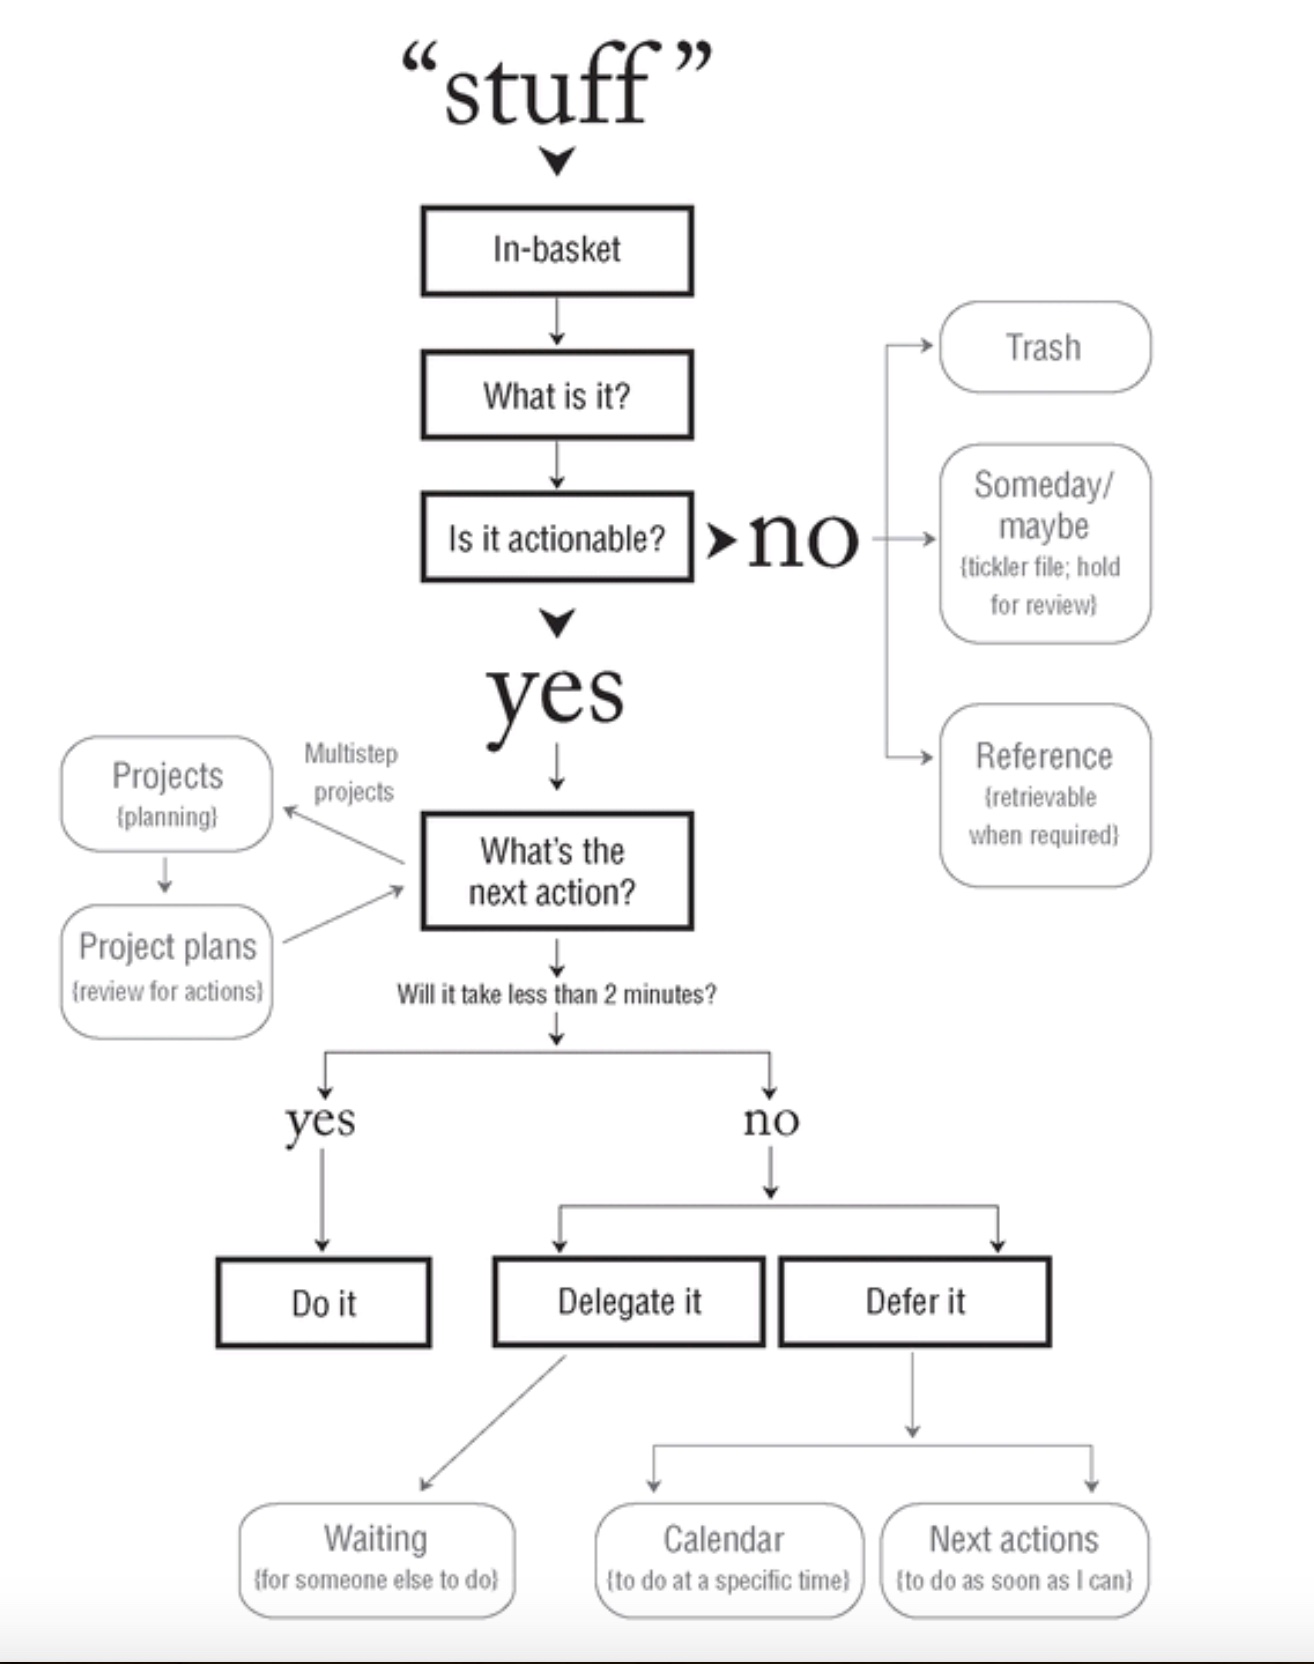 “stuff”
In-basket
What is it?
Is it actionable?
no
Trash
Someday/
maybe
{tickler file; hold
for review}
Reference
{retrievable
when required}
yes
Multistep
projects
Projects
{planning}
Project plans
{review for actions}
What’s the
next action?
Will it take less than 2 minutes?
yes
no
Do it
Delegate it
Defer it
Waiting
{for someone else to do}
Calendar
{to do at a specific time}
Next actions
{to do as soon as I can}